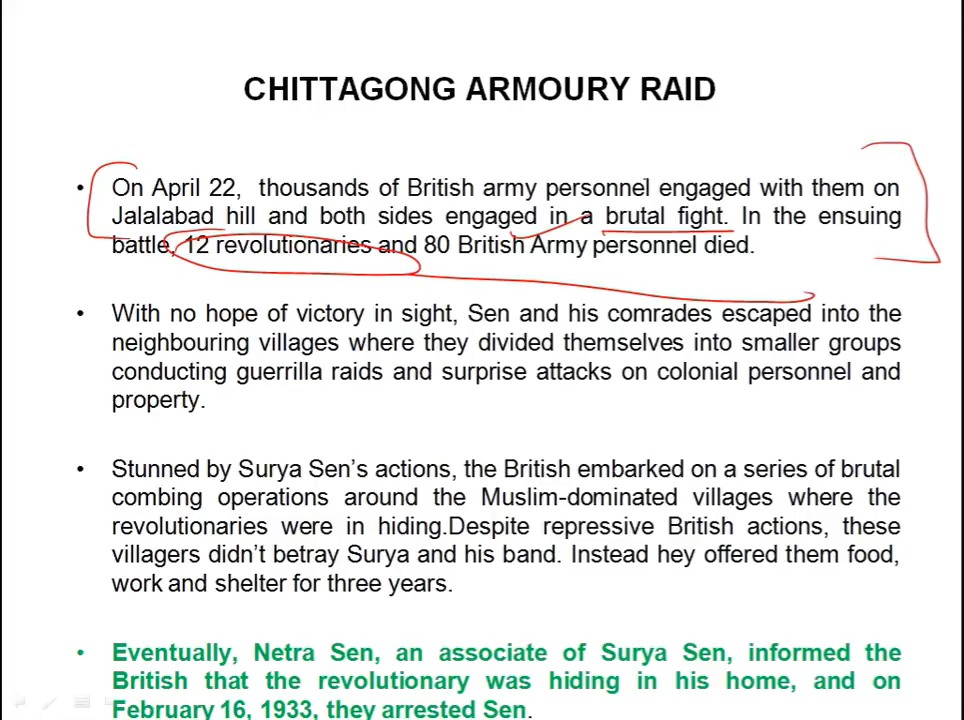 CHITTAGONG ARMOURY RAID
• On April 22, thousands of British army personnel engaged with them on
Jalalabad hill and both sides engaged in a brutal fight. In the ensuing
battle, 12 revolutionaries and 80 British Army personnel died.
• With no hope of victory in sight, Sen and his comrades escaped into the
neighbouring villages where they divided themselves into smaller groups
conducting guerrilla raids and surprise attacks on colonial personnel and
property.
• Stunned by Surya Sen's actions, the British embarked on a series of brutal
combing operations around the Muslim-dominated villages where the
revolutionaries were in hiding.Despite repressive British actions, these
villagers didn't betray Surya and his band. Instead hey offered them food,
work and shelter for three years.
• Eventually, Netra Sen, an associate of Surya Sen, informed the
British that the revolutionary was hiding in his home, and on
February 16, 1933, they arrested Sen.